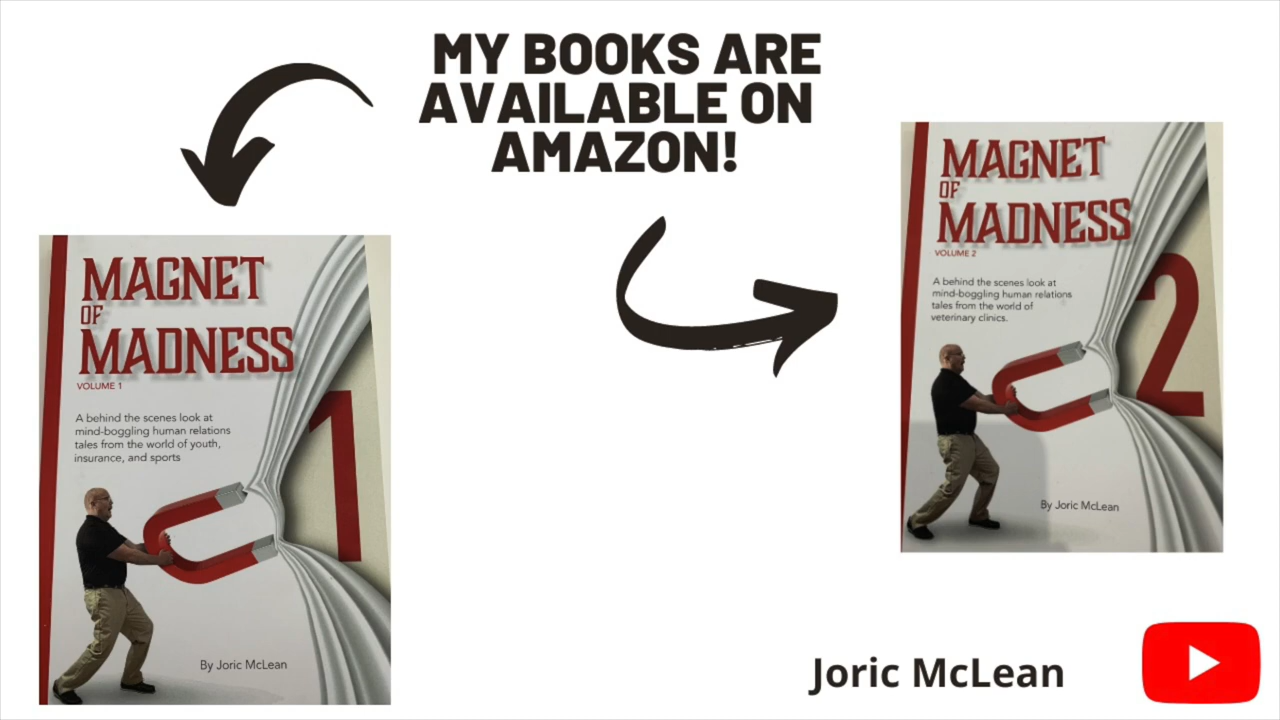 MY BOOKS ARE
AVAILABLE ON
AMAZON!
MAGNET
OF
MADNESS
VOLUME 1
A behind the scenes look at
mind-boggling human relations
tales from the world of youth,
insurance, and sports
1
By Joric McLean
MAGNET
OF
MADNESS
VOLUME 2
A behind the scenes look at
mind-boggling human relations
tales from the world of
veterinary clinics.
2
By Joric McLean
Joric McLean